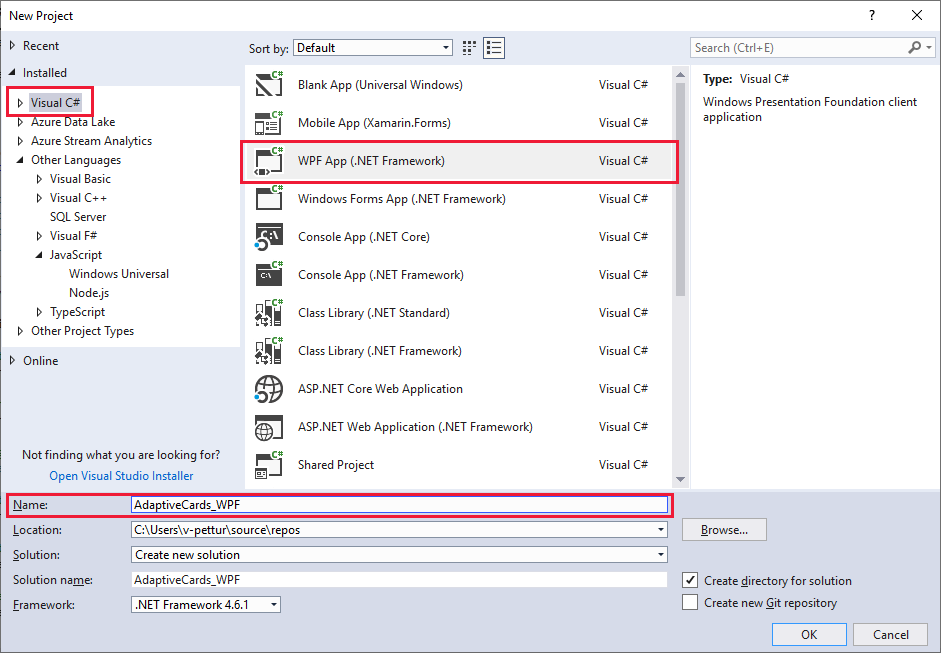 New Project
?
Recent
Installed
Visual C#
Azure Data Lake
Azure Stream Analytics
Other Languages
Visual Basic
Visual C++
SQL Server
Visual F#
JavaScript
Windows Universal
Node.js
TypeScript
Other Project Types
Online
Not finding what you are looking for?
Open Visual Studio Installer
Sort by: Default
Blank App (Universal Windows) Visual C#
Mobile App (Xamarin.Forms) Visual C#
WPF App (.NET Framework) Visual C#
Windows Forms App (.NET Framework) Visual C#
Console App (.NET Core) Visual C#
Console App (.NET Framework) Visual C#
Class Library (.NET Standard) Visual C#
Class Library (.NET Framework) Visual C#
ASP.NET Core Web Application Visual C#
ASP.NET Web Application (.NET Framework) Visual C#
Shared Project Visual C#
Search (Ctrl+E)
Type: Visual C#
Windows Presentation Foundation client
application
Name: AdaptiveCards_WPF
Location: C:\Users\v-pettur\source\repos
Browse...
Solution: Create new solution
Solution name: AdaptiveCards_WPF
Create directory for solution
Framework: .NET Framework 4.6.1
Create new Git repository
OK Cancel